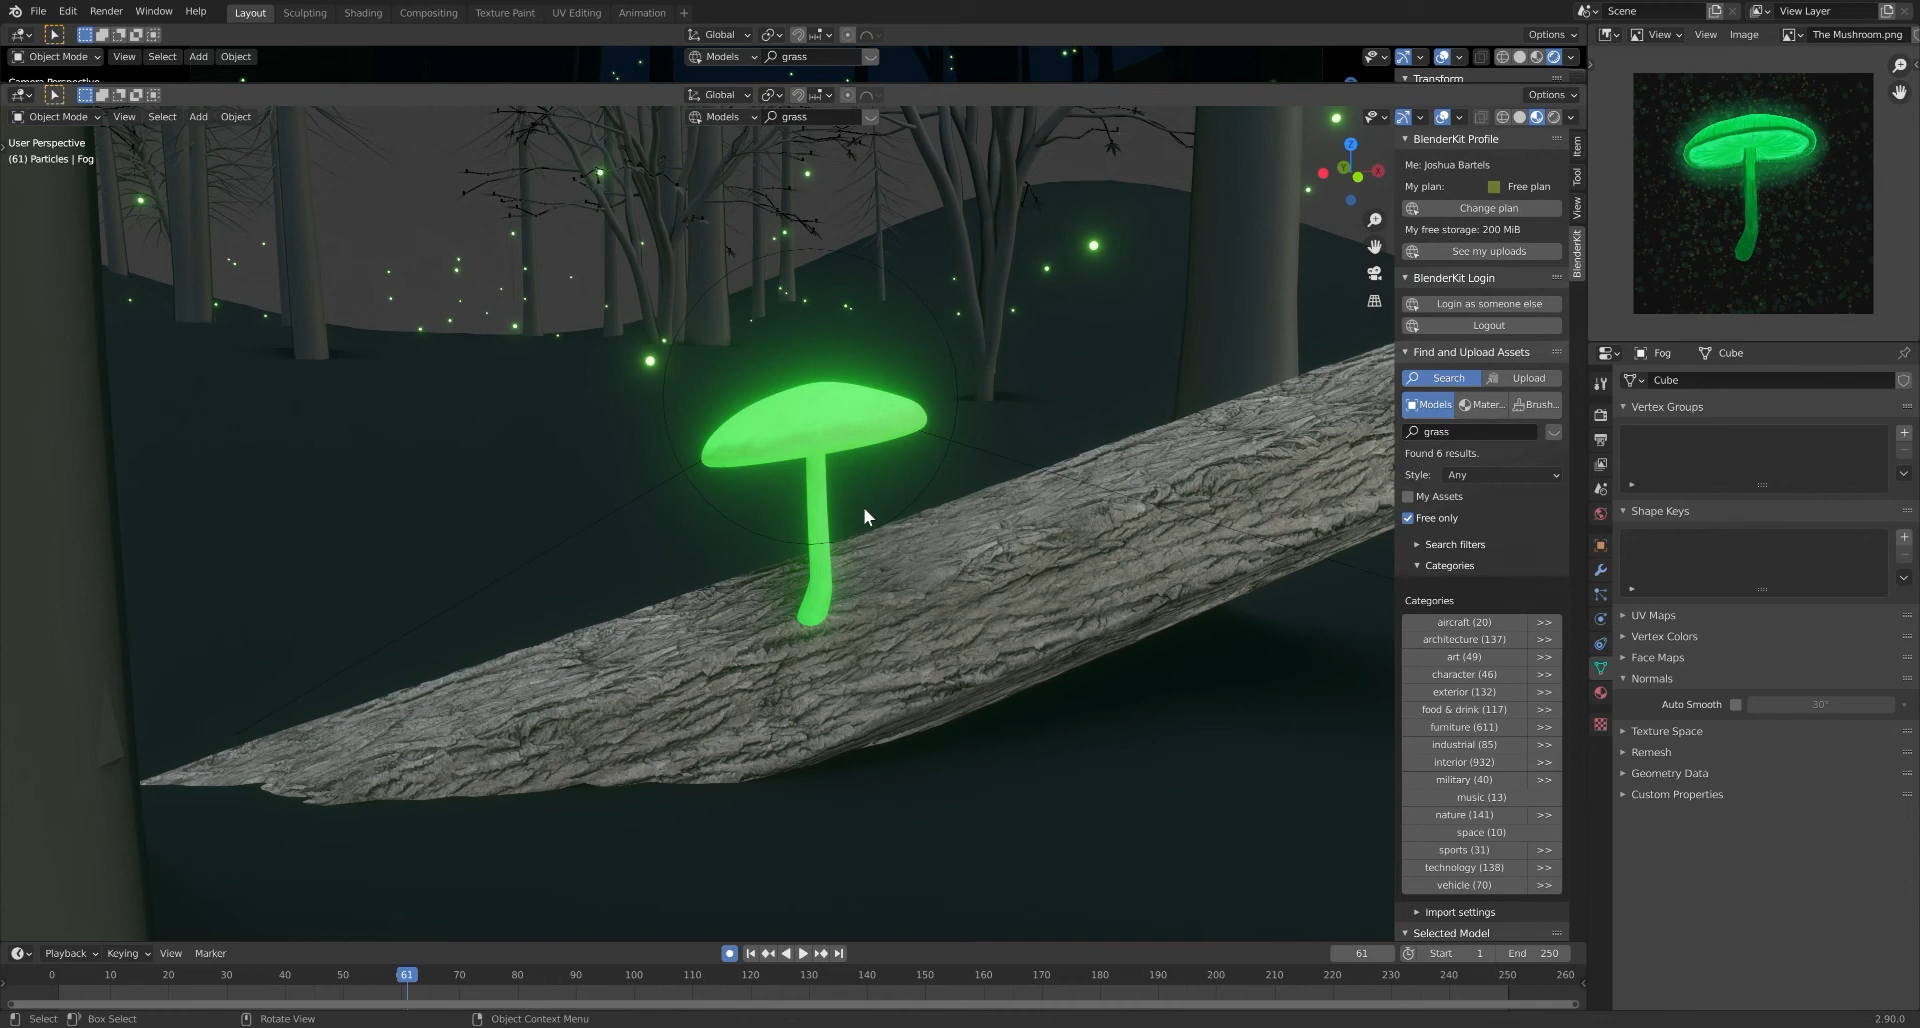 File Edit Render Window Help Layout Sculpting Shading Compositing Texture Paint UV Editing Animation + Scene View Layer
Global Options View View Image The Mushroom.png
Object Mode View Select Add Object Models grass
Camera Perspective Transform
Global Options
Object Mode View Select Add Object Models grass
User Perspective
(61) Particles | Fog
BlenderKit Profile
Me: Joshua Bartels
My plan: Free plan
Change plan
My free storage: 200 MiB
See my uploads
BlenderKit Login
Login as someone else
Logout
Find and Upload Assets
Search Upload
Models Mater... Brush...
grass
Found 6 results.
Style: Any
My Assets
Free only
Search filters
Categories
Categories
aircraft (20) >>
architecture (137) >>
art (49) >>
character (46) >>
exterior (132) >>
food & drink (117) >>
furniture (611) >>
industrial (85) >>
interior (932) >>
military (40) >>
music (13)
nature (141) >>
space (10)
sports (31) >>
technology (138) >>
vehicle (70) >>
Import settings
Selected Model
Item
Tool
View
BlenderKit
Z
Y
X
Fog Cube
Cube
Vertex Groups
Shape Keys
UV Maps
Vertex Colors
Face Maps
Normals
Auto Smooth 30°
Texture Space
Remesh
Geometry Data
Custom Properties
Playback Keying View Marker 61 Start 1 End 250
0 10 20 30 40 50 61 70 80 90 100 110 120 130 140 150 160 170 180 190 200 210 220 230 240 250 260
Select Box Select Rotate View Object Context Menu 2.90.0